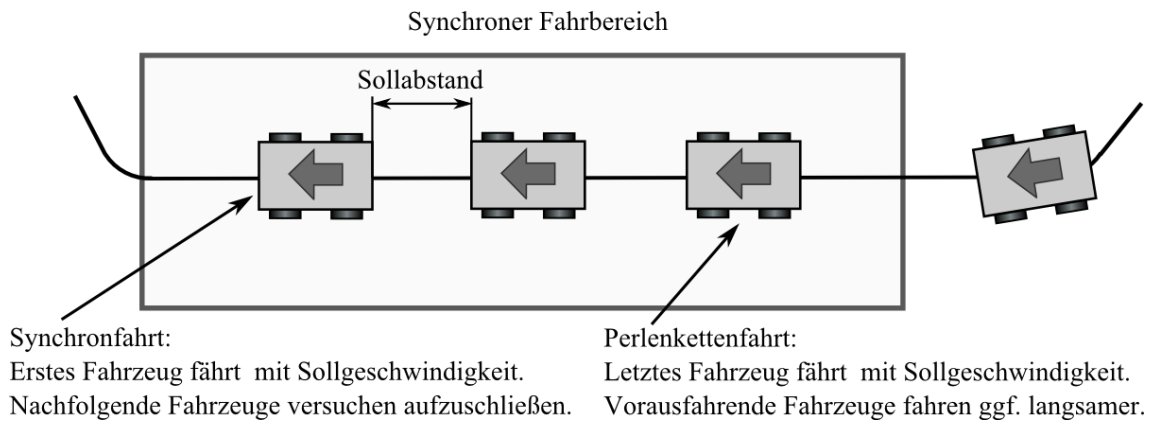 Synchroner Fahrbereich
Sollabstand
Synchronfahrt:
Erstes Fahrzeug fährt mit Sollgeschwindigkeit.
Nachfolgende Fahrzeuge versuchen aufzuschließen.
Perlenkettenfahrt:
Letztes Fahrzeug fährt mit Sollgeschwindigkeit.
Vorausfahrende Fahrzeuge fahren ggf. langsamer.